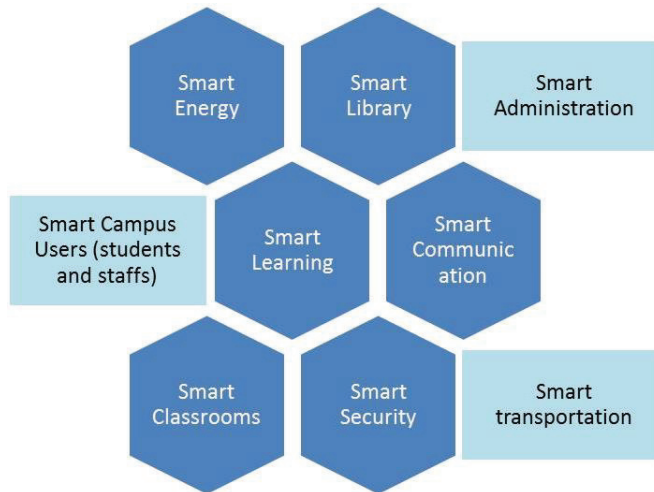 Smart
Energy
Smart
Library
Smart
Administration
Smart Campus
Users (students
and staffs)
Smart
Learning
Smart
Communic
ation
Smart
Classrooms
Smart
Security
Smart
transportation